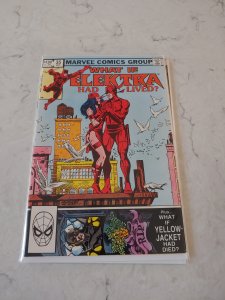 MARVEL COMICS GROUP
WHAT IF
ELEKTRA
HAD LIVED?
PLUS:
WHAT IF
YELLOW-
JACKET
HAD
DIED?